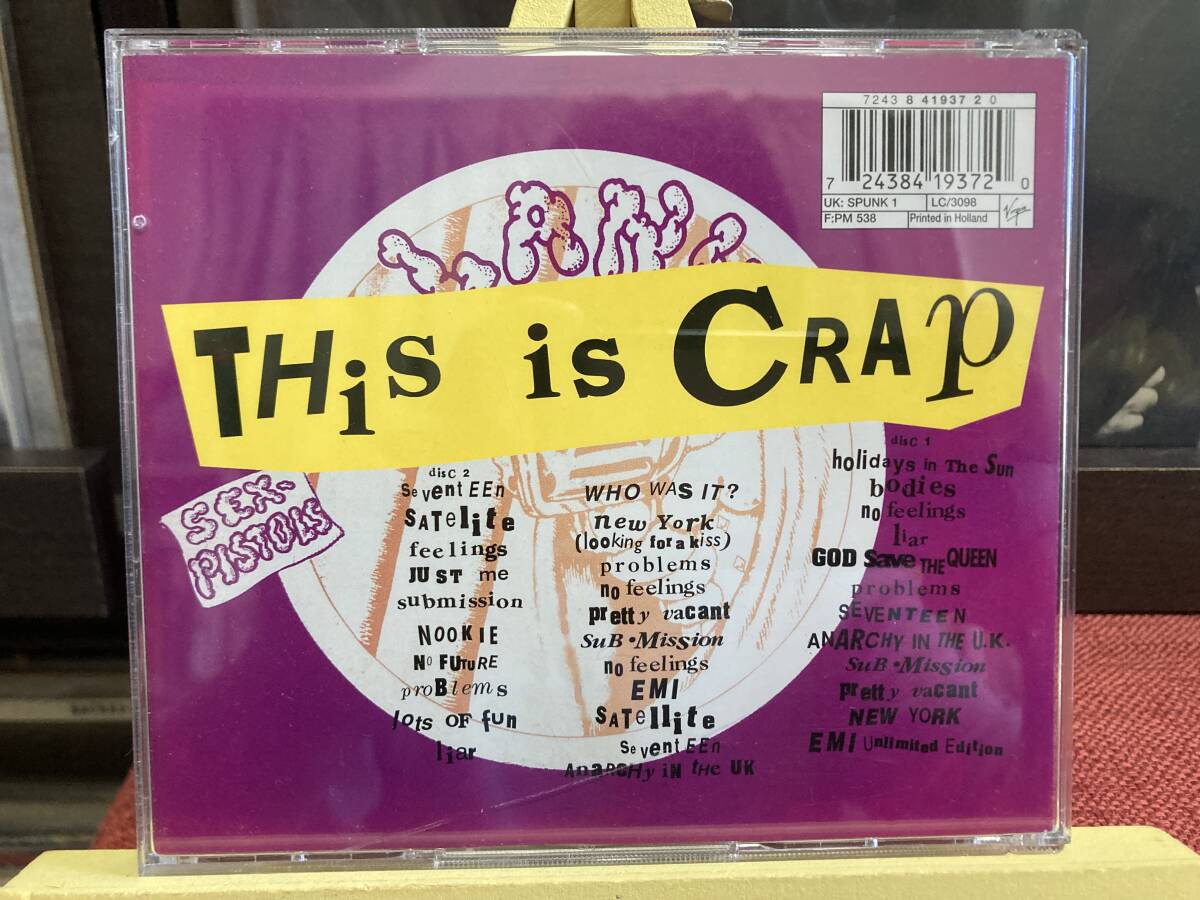 7243 8 41937 2 0
7 24384 19372 0
UK: SPUNK 1
LC/3098
F:PM 538
Printed in Holland
Virgin
THiS is CRAP
SEX-
PISTOLS
disc 2
SevenTEEn
SATelite
feelings
JUST me
submission
NOOKIE
No FUTURE
proBlems
lots OF fun
liar
WHO WAS IT?
New York
(looking for a kiss)
problems
no feelings
pretty vacant
SuB•Mission
no feelings
EMI
SATellite
SevenTEEn
AnaRCHy iN tHe UK
disc 1
holidays in The Sun
bodies
no feelings
liar
GOD Save THE QUEEN
problems
SEVENTEEN
ANARCHY IN THE U.K.
SuB•Mission
pretty vacant
NEW YORK
EMI Unlimited Edition